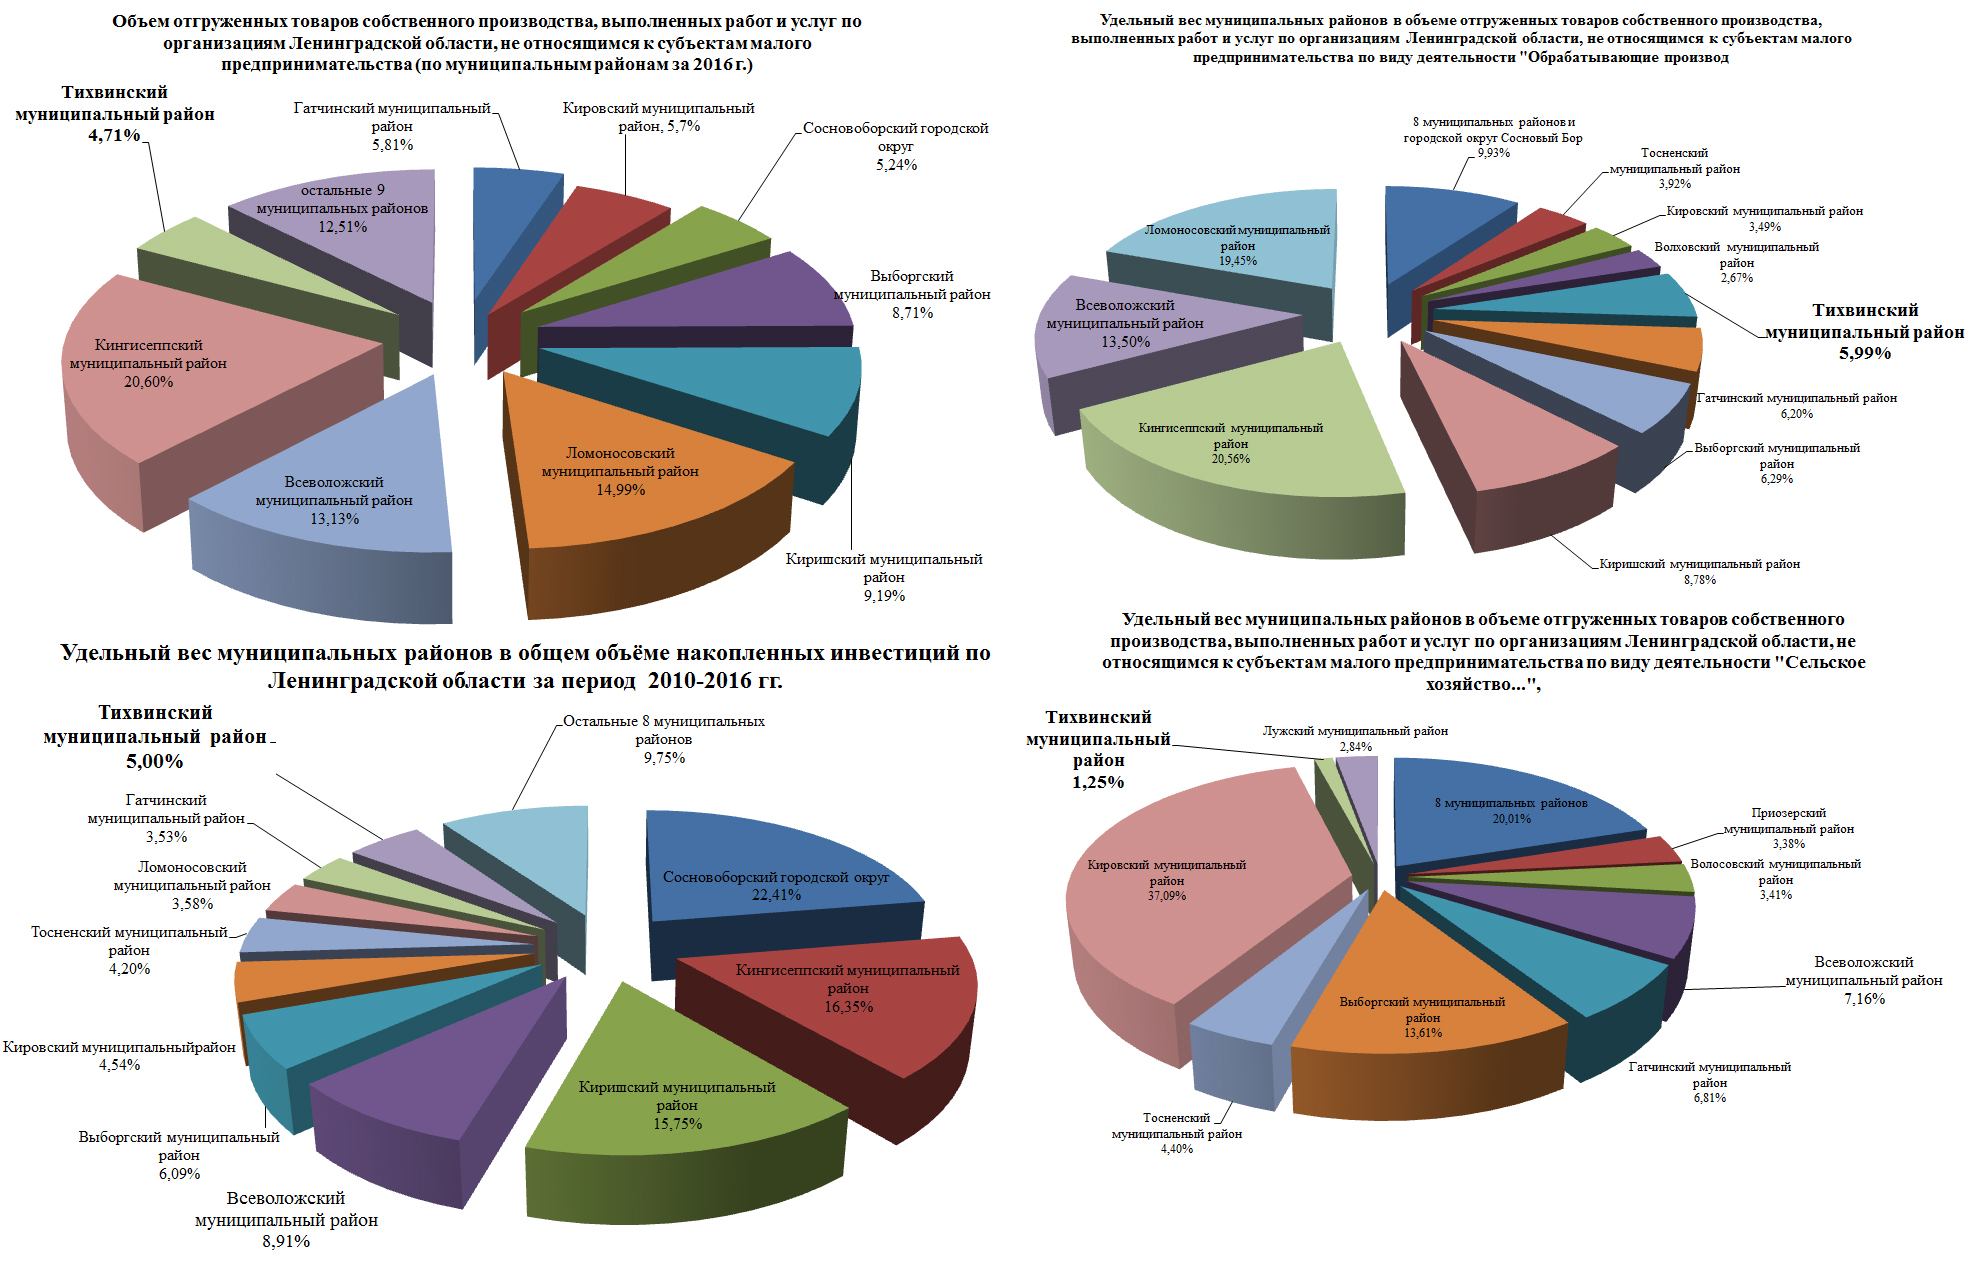 Объем отгруженных товаров собственного производства, выполненных работ и услуг по
организациям Ленинградской области, не относящимся к субъектам малого
предпринимательства (по муниципальным районам за 2016 г.)
Тихвинский
муниципальный район
4,71%
Гатчинский муниципальный
район
5,81%
Кировский муниципальный
район, 5,7%
Сосновоборский городской
округ
5,24%
остальные 9
муниципальных районов
12,51%
Выборгский
муниципальный район
8,71%
Кингисеппский
муниципальный район
20,60%
Ломоносовский
муниципальный район
14,99%
Всеволожский
муниципальный район
13,13%
Киришский муниципальный
район
9,19%
Удельный вес муниципальных районов в объеме отгруженных товаров собственного производства,
выполненных работ и услуг по организациям Ленинградской области, не относящимся к субъектам малого
предпринимательства по виду деятельности "Обрабатывающие производ
8 муниципальных районов и
городской округ Сосновый Бор
9,93%
Тосненский
муниципальный район
3,92%
Кировский муниципальный район
3,49%
Волховский муниципальный
район
2,67%
Тихвинский
муниципальный район
5,99%
Гатчинский муниципальный район
6,20%
Выборгский муниципальный
район
6,29%
Киришский муниципальный район
8,78%
Кингисеппский муниципальный
район
20,56%
Всеволожский
муниципальный район
13,50%
Ломоносовский муниципальный
район
19,45%
Удельный вес муниципальных районов в общем объёме накопленных инвестиций по
Ленинградской области за период 2010-2016 гг.
Тихвинский
муниципальный район
5,00%
Остальные 8 муниципальных
районов
9,75%
Гатчинский
муниципальный район
3,53%
Ломоносовский
муниципальный район
3,58%
Тосненский муниципальный
район
4,20%
Кировский муниципальныйрайон
4,54%
Выборгский муниципальный
район
6,09%
Всеволожский
муниципальный район
8,91%
Сосновоборский городской округ
22,41%
Кингисеппский муниципальный
район
16,35%
Киришский муниципальный
район
15,75%
Удельный вес муниципальных районов в объеме отгруженных товаров собственного
производства, выполненных работ и услуг по организациям Ленинградской области, не
относящимся к субъектам малого предпринимательства по виду деятельности "Сельское
хозяйство...",
Тихвинский
муниципальный
район
1,25%
Лужский муниципальный район
2,84%
8 муниципальных районов
20,01%
Приозерский
муниципальный район
3,38%
Волосовский муниципальный
район
3,41%
Всеволожский
муниципальный район
7,16%
Гатчинский муниципальный
район
6,81%
Выборгский муниципальный
район
13,61%
Тосненский
муниципальный район
4,40%
Кировский муниципальный
район
37,09%